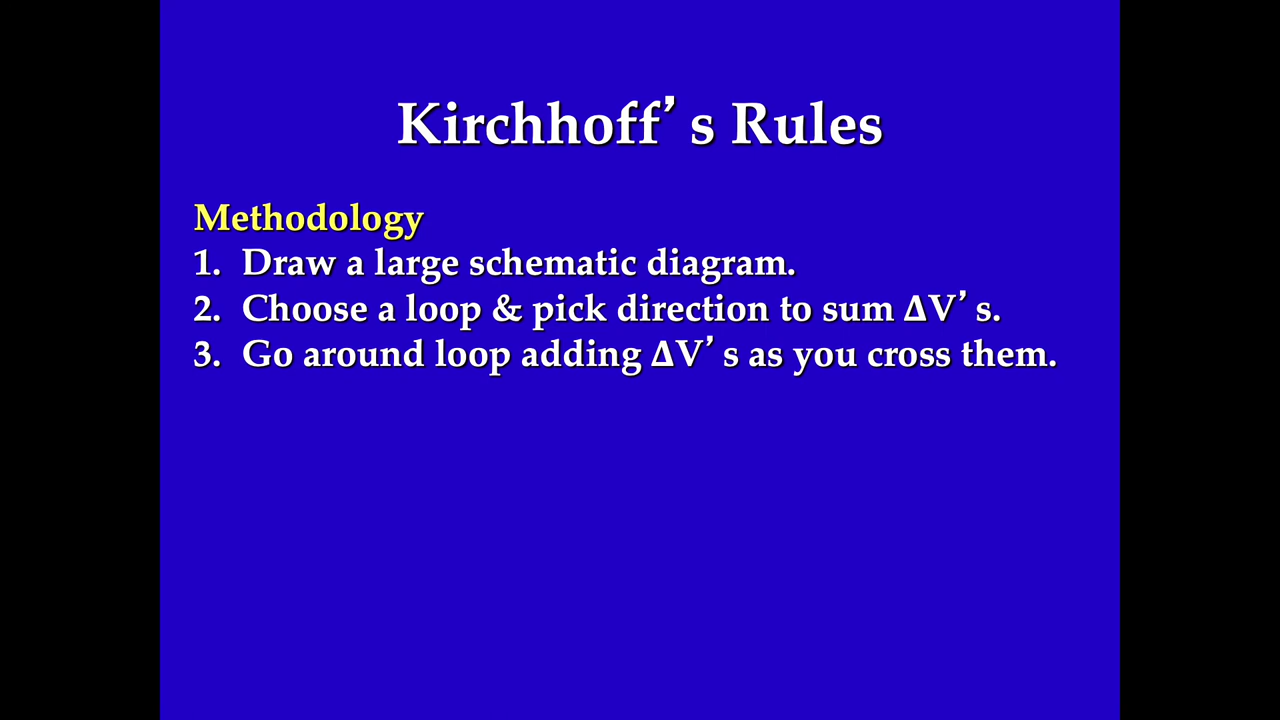 Kirchhoff’s Rules
Methodology
1. Draw a large schematic diagram.
2. Choose a loop & pick direction to sum ΔV’s.
3. Go around loop adding ΔV’s as you cross them.